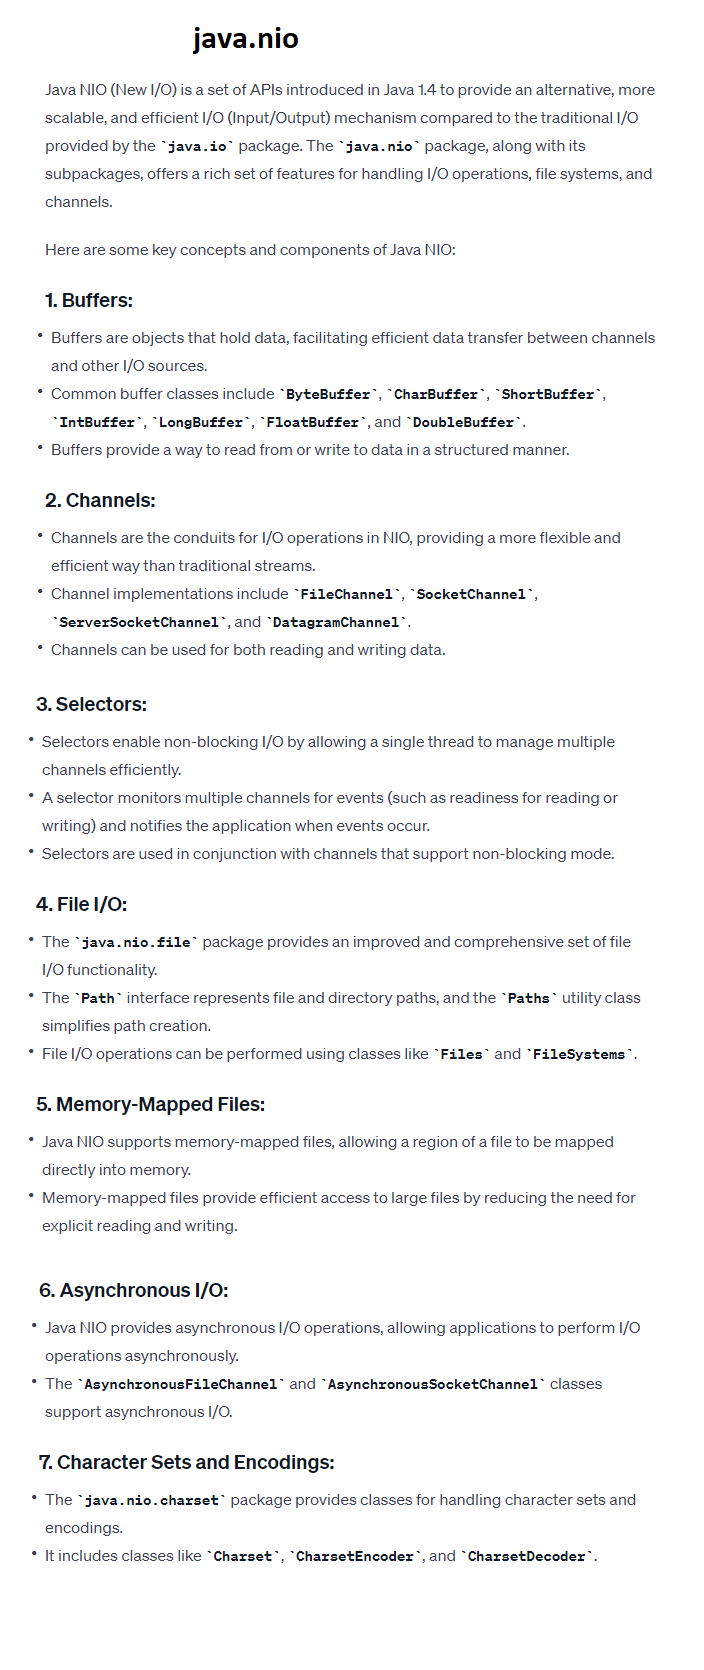 java.nio
Java NIO (New I/O) is a set of APIs introduced in Java 1.4 to provide an alternative, more
scalable, and efficient I/O (Input/Output) mechanism compared to the traditional I/O
provided by the `java.io` package. The `java.nio` package, along with its
subpackages, offers a rich set of features for handling I/O operations, file systems, and
channels.
Here are some key concepts and components of Java NIO:
1. Buffers:
• Buffers are objects that hold data, facilitating efficient data transfer between channels
and other I/O sources.
• Common buffer classes include `ByteBuffer`, `CharBuffer`, `ShortBuffer`,
`IntBuffer`, `LongBuffer`, `FloatBuffer`, and `DoubleBuffer`.
• Buffers provide a way to read from or write to data in a structured manner.
2. Channels:
• Channels are the conduits for I/O operations in NIO, providing a more flexible and
efficient way than traditional streams.
• Channel implementations include `FileChannel`, `SocketChannel`,
`ServerSocketChannel`, and `DatagramChannel`.
• Channels can be used for both reading and writing data.
3. Selectors:
• Selectors enable non-blocking I/O by allowing a single thread to manage multiple
channels efficiently.
• A selector monitors multiple channels for events (such as readiness for reading or
writing) and notifies the application when events occur.
• Selectors are used in conjunction with channels that support non-blocking mode.
4. File I/O:
• The `java.nio.file` package provides an improved and comprehensive set of file
I/O functionality.
• The `Path` interface represents file and directory paths, and the `Paths` utility class
simplifies path creation.
• File I/O operations can be performed using classes like `Files` and `FileSystems`.
5. Memory-Mapped Files:
• Java NIO supports memory-mapped files, allowing a region of a file to be mapped
directly into memory.
• Memory-mapped files provide efficient access to large files by reducing the need for
explicit reading and writing.
6. Asynchronous I/O:
• Java NIO provides asynchronous I/O operations, allowing applications to perform I/O
operations asynchronously.
• The `AsynchronousFileChannel` and `AsynchronousSocketChannel` classes
support asynchronous I/O.
7. Character Sets and Encodings:
• The `java.nio.charset` package provides classes for handling character sets and
encodings.
• It includes classes like `Charset`, `CharsetEncoder`, and `CharsetDecoder`.